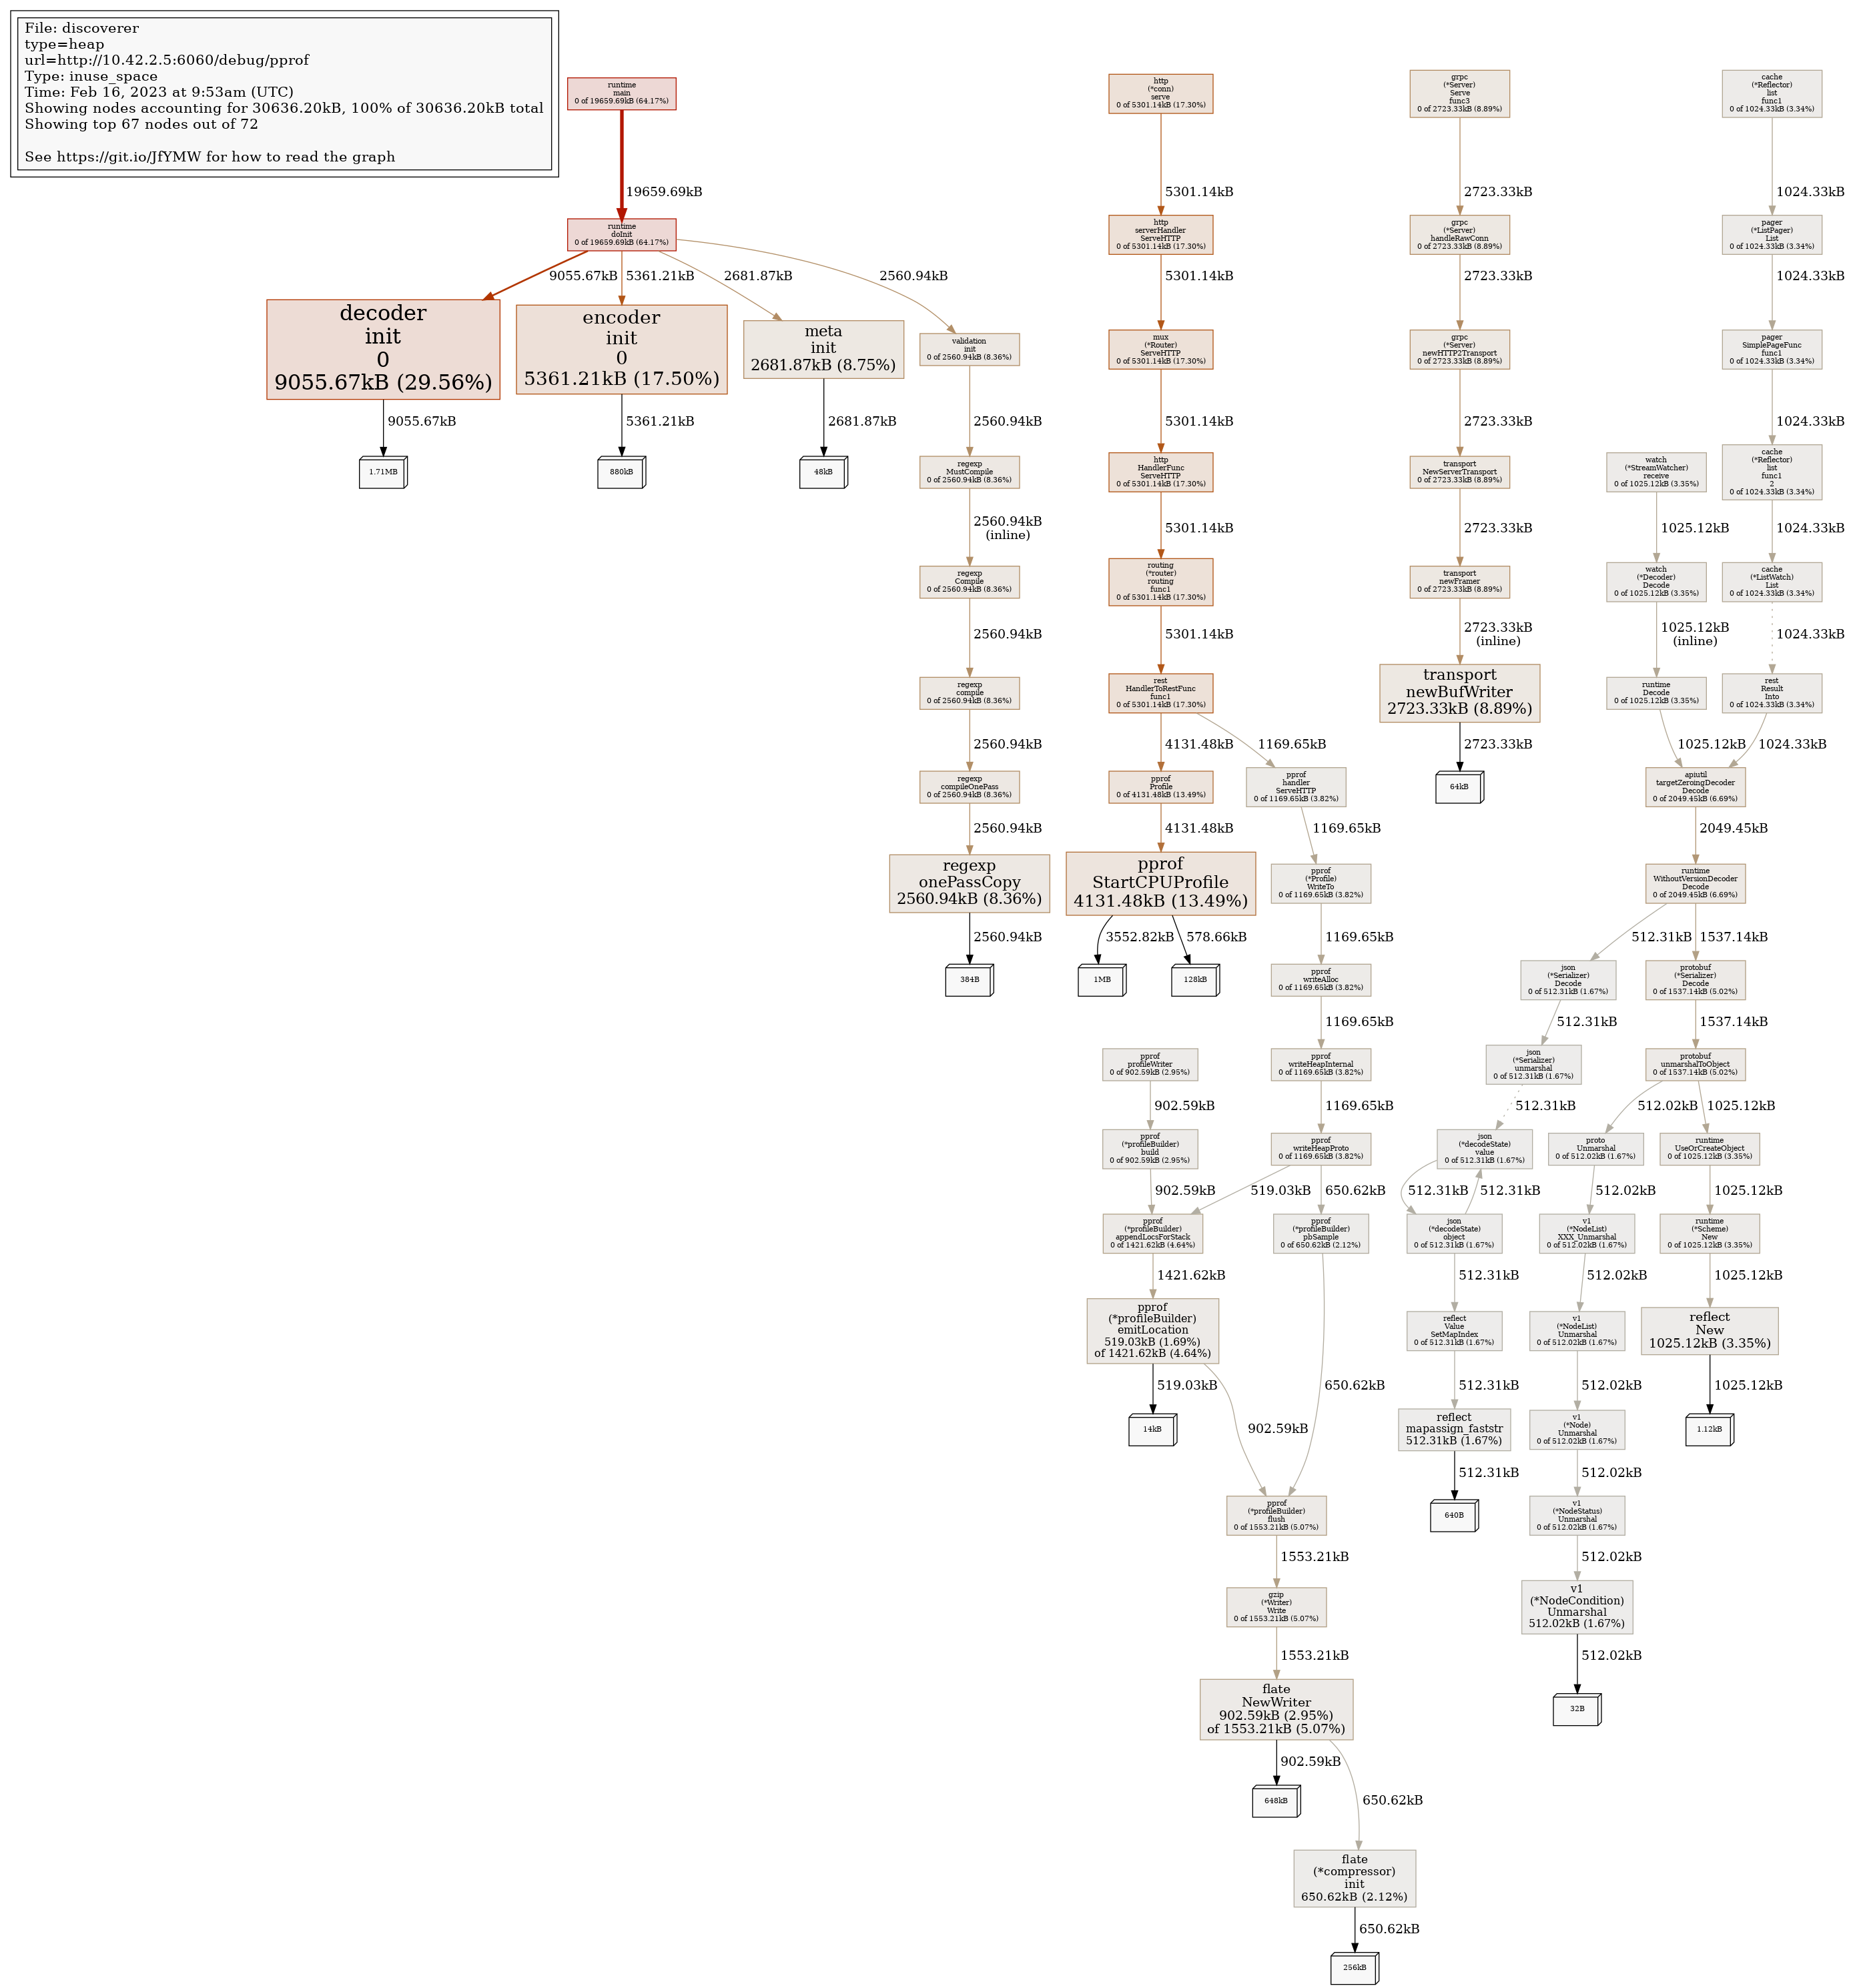 File: discoverer
type=heap
url=http://10.42.2.5:6060/debug/pprof
Type: inuse_space
Time: Feb 16, 2023 at 9:53am (UTC)
Showing nodes accounting for 30636.20kB, 100% of 30636.20kB total
Showing top 67 nodes out of 72
See https://git.io/JfYMW for how to read the graph
runtime
main
0 of 19659.69kB (64.17%)
19659.69kB
runtime
doInit
0 of 19659.69kB (64.17%)
9055.67kB
5361.21kB
2681.87kB
2560.94kB
decoder
init
0
9055.67kB (29.56%)
9055.67kB
1.71MB
encoder
init
0
5361.21kB (17.50%)
5361.21kB
880kB
meta
init
2681.87kB (8.75%)
2681.87kB
48kB
validation
init
0 of 2560.94kB (8.36%)
2560.94kB
regexp
MustCompile
0 of 2560.94kB (8.36%)
2560.94kB
(inline)
regexp
Compile
0 of 2560.94kB (8.36%)
2560.94kB
regexp
compile
0 of 2560.94kB (8.36%)
2560.94kB
regexp
compileOnePass
0 of 2560.94kB (8.36%)
2560.94kB
regexp
onePassCopy
2560.94kB (8.36%)
2560.94kB
384B
http
(*conn)
serve
0 of 5301.14kB (17.30%)
5301.14kB
http
serverHandler
ServeHTTP
0 of 5301.14kB (17.30%)
5301.14kB
mux
(*Router)
ServeHTTP
0 of 5301.14kB (17.30%)
5301.14kB
http
HandlerFunc
ServeHTTP
0 of 5301.14kB (17.30%)
5301.14kB
routing
(*router)
routing
func1
0 of 5301.14kB (17.30%)
5301.14kB
rest
HandlerToRestFunc
func1
0 of 5301.14kB (17.30%)
4131.48kB
1169.65kB
pprof
Profile
0 of 4131.48kB (13.49%)
4131.48kB
pprof
StartCPUProfile
4131.48kB (13.49%)
3552.82kB
578.66kB
1MB
128kB
pprof
handler
ServeHTTP
0 of 1169.65kB (3.82%)
1169.65kB
pprof
(*Profile)
WriteTo
0 of 1169.65kB (3.82%)
1169.65kB
pprof
writeAlloc
0 of 1169.65kB (3.82%)
1169.65kB
pprof
writeHeapInternal
0 of 1169.65kB (3.82%)
1169.65kB
pprof
writeHeapProto
0 of 1169.65kB (3.82%)
519.03kB
650.62kB
pprof
profileWriter
0 of 902.59kB (2.95%)
902.59kB
pprof
(*profileBuilder)
build
0 of 902.59kB (2.95%)
902.59kB
pprof
(*profileBuilder)
appendLocsForStack
0 of 1421.62kB (4.64%)
1421.62kB
pprof
(*profileBuilder)
pbSample
0 of 650.62kB (2.12%)
650.62kB
pprof
(*profileBuilder)
emitLocation
519.03kB (1.69%)
of 1421.62kB (4.64%)
519.03kB
902.59kB
14kB
pprof
(*profileBuilder)
flush
0 of 1553.21kB (5.07%)
1553.21kB
gzip
(*Writer)
Write
0 of 1553.21kB (5.07%)
1553.21kB
flate
NewWriter
902.59kB (2.95%)
of 1553.21kB (5.07%)
902.59kB
650.62kB
648kB
flate
(*compressor)
init
650.62kB (2.12%)
650.62kB
256kB
grpc
(*Server)
Serve
func3
0 of 2723.33kB (8.89%)
2723.33kB
grpc
(*Server)
handleRawConn
0 of 2723.33kB (8.89%)
2723.33kB
grpc
(*Server)
newHTTP2Transport
0 of 2723.33kB (8.89%)
2723.33kB
transport
NewServerTransport
0 of 2723.33kB (8.89%)
2723.33kB
transport
newFramer
0 of 2723.33kB (8.89%)
2723.33kB
(inline)
transport
newBufWriter
2723.33kB (8.89%)
2723.33kB
64kB
cache
(*Reflector)
list
func1
0 of 1024.33kB (3.34%)
1024.33kB
pager
(*ListPager)
List
0 of 1024.33kB (3.34%)
1024.33kB
pager
SimplePageFunc
func1
0 of 1024.33kB (3.34%)
1024.33kB
cache
(*Reflector)
list
func1
2
0 of 1024.33kB (3.34%)
1024.33kB
cache
(*ListWatch)
List
0 of 1024.33kB (3.34%)
1024.33kB
rest
Result
Into
0 of 1024.33kB (3.34%)
1024.33kB
watch
(*StreamWatcher)
receive
0 of 1025.12kB (3.35%)
1025.12kB
watch
(*Decoder)
Decode
0 of 1025.12kB (3.35%)
1025.12kB
(inline)
runtime
Decode
0 of 1025.12kB (3.35%)
1025.12kB
apiutil
targetZeroingDecoder
Decode
0 of 2049.45kB (6.69%)
2049.45kB
runtime
WithoutVersionDecoder
Decode
0 of 2049.45kB (6.69%)
512.31kB
1537.14kB
json
(*Serializer)
Decode
0 of 512.31kB (1.67%)
512.31kB
json
(*Serializer)
unmarshal
0 of 512.31kB (1.67%)
512.31kB
json
(*decodeState)
value
0 of 512.31kB (1.67%)
512.31kB
512.31kB
json
(*decodeState)
object
0 of 512.31kB (1.67%)
512.31kB
reflect
Value
SetMapIndex
0 of 512.31kB (1.67%)
512.31kB
reflect
mapassign_faststr
512.31kB (1.67%)
512.31kB
640B
protobuf
(*Serializer)
Decode
0 of 1537.14kB (5.02%)
1537.14kB
protobuf
unmarshalToObject
0 of 1537.14kB (5.02%)
512.02kB
1025.12kB
proto
Unmarshal
0 of 512.02kB (1.67%)
512.02kB
v1
(*NodeList)
XXX_Unmarshal
0 of 512.02kB (1.67%)
512.02kB
v1
(*NodeList)
Unmarshal
0 of 512.02kB (1.67%)
512.02kB
v1
(*Node)
Unmarshal
0 of 512.02kB (1.67%)
512.02kB
v1
(*NodeStatus)
Unmarshal
0 of 512.02kB (1.67%)
512.02kB
v1
(*NodeCondition)
Unmarshal
512.02kB (1.67%)
512.02kB
32B
runtime
UseOrCreateObject
0 of 1025.12kB (3.35%)
1025.12kB
runtime
(*Scheme)
New
0 of 1025.12kB (3.35%)
1025.12kB
reflect
New
1025.12kB (3.35%)
1025.12kB
1.12kB